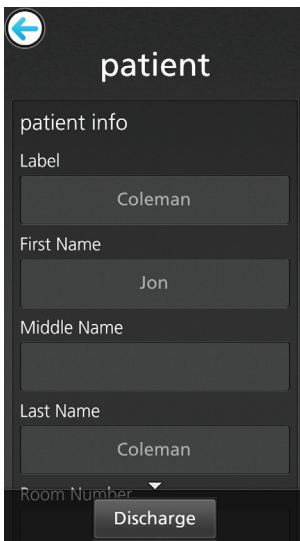 patient
patient info
Label
Coleman
First Name
Jon
Middle Name
Last Name
Coleman
Room Number
Discharge